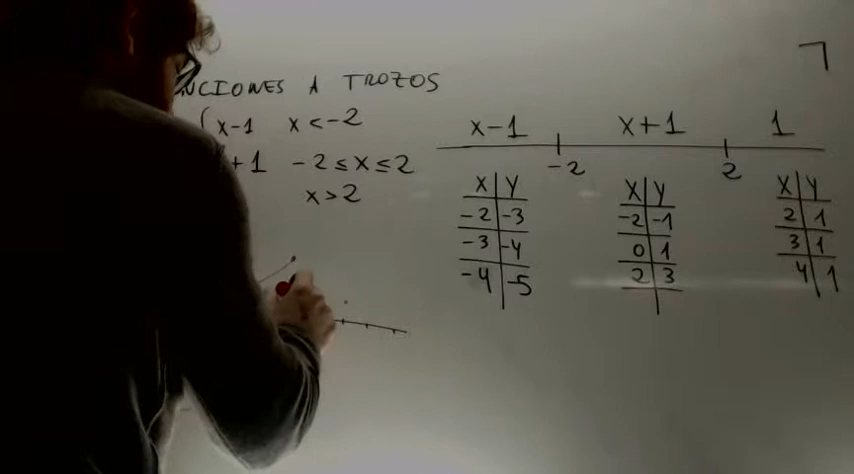 NCIONES A TROZOS
x-1 x<-2
+1 -2≤x≤2
x>2
x-1 x+1 1
-2 2
x y
-2 -3
-3 -4
-4 -5
x y
-2 -1
0 1
2 3
x y
2 1
3 1
4 1